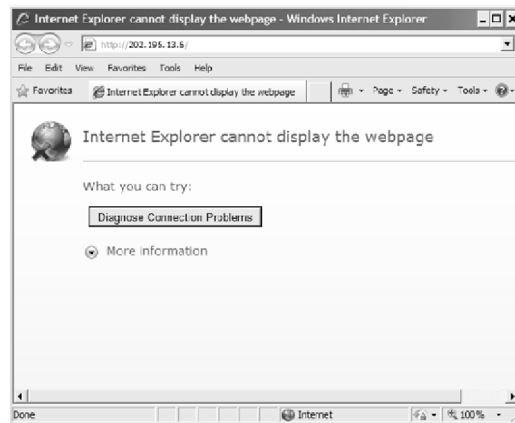 Internet Explorer cannot display the webpage - Windows Internet Explorer
http://202.195.13.6/
File Edit View Favorites Tools Help
Favorites Internet Explorer cannot display the webpage Page Safety Tools
Internet Explorer cannot display the webpage
What you can try:
Diagnose Connection Problems
More information
Done Internet 100%